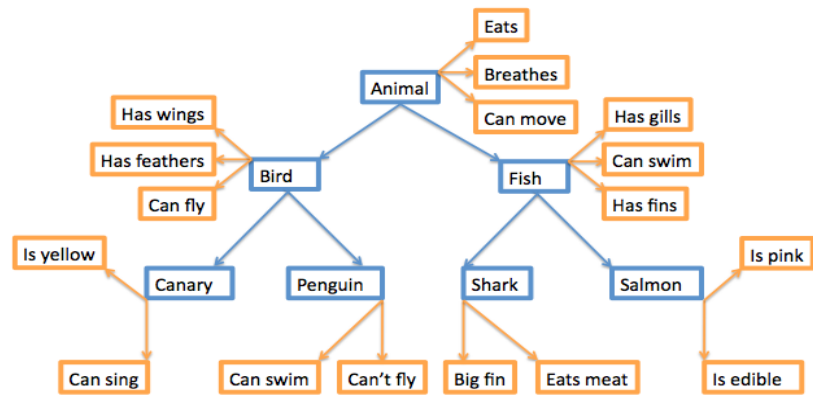 Eats
Breathes
Animal
Can move
Has wings
Has gills
Has feathers
Can swim
Bird
Fish
Can fly
Has fins
Is yellow
Is pink
Canary
Penguin
Shark
Salmon
Can sing
Can swim
Can't fly
Big fin
Eats meat
Is edible